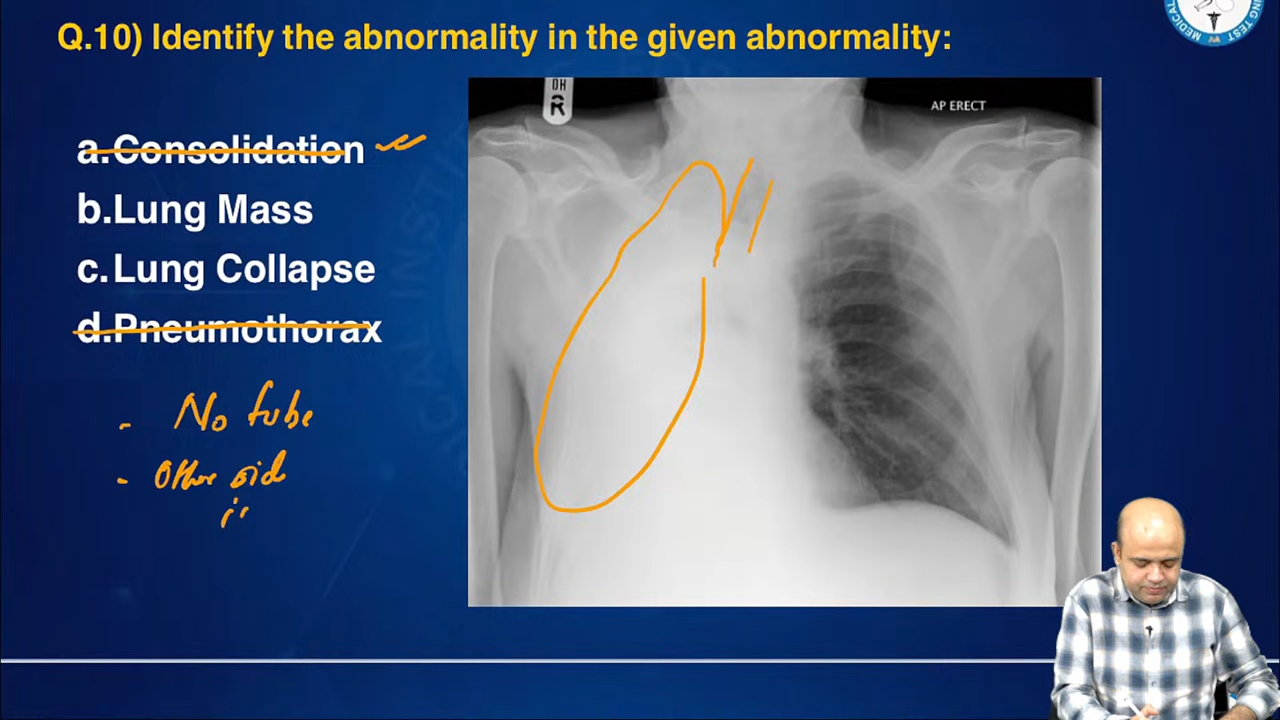 Q.10) Identify the abnormality in the given abnormality:
DH
R
AP ERECT
a.Consolidation
b.Lung Mass
c.Lung Collapse
d.Pneumothorax
- No tube
- Other side